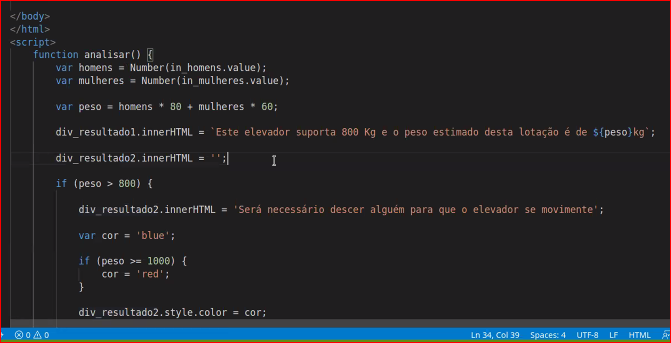 </body>
</html>
<script>
function analisar() {
var homens = Number(in_homens.value);
var mulheres = Number(in_mulheres.value);
var peso = homens * 80 + mulheres * 60;
div_resultado1.innerHTML = `Este elevador suporta 800 Kg e o peso estimado desta lotação é de ${peso}kg`;
div_resultado2.innerHTML = '';
if (peso > 800) {
div_resultado2.innerHTML = 'Será necessário descer alguém para que o elevador se movimente';
var cor = 'blue';
if (peso >= 1000) {
cor = 'red';
}
div_resultado2.style.color = cor;
0 0 Ln 34, Col 39 Spaces: 4 UTF-8 LF HTML